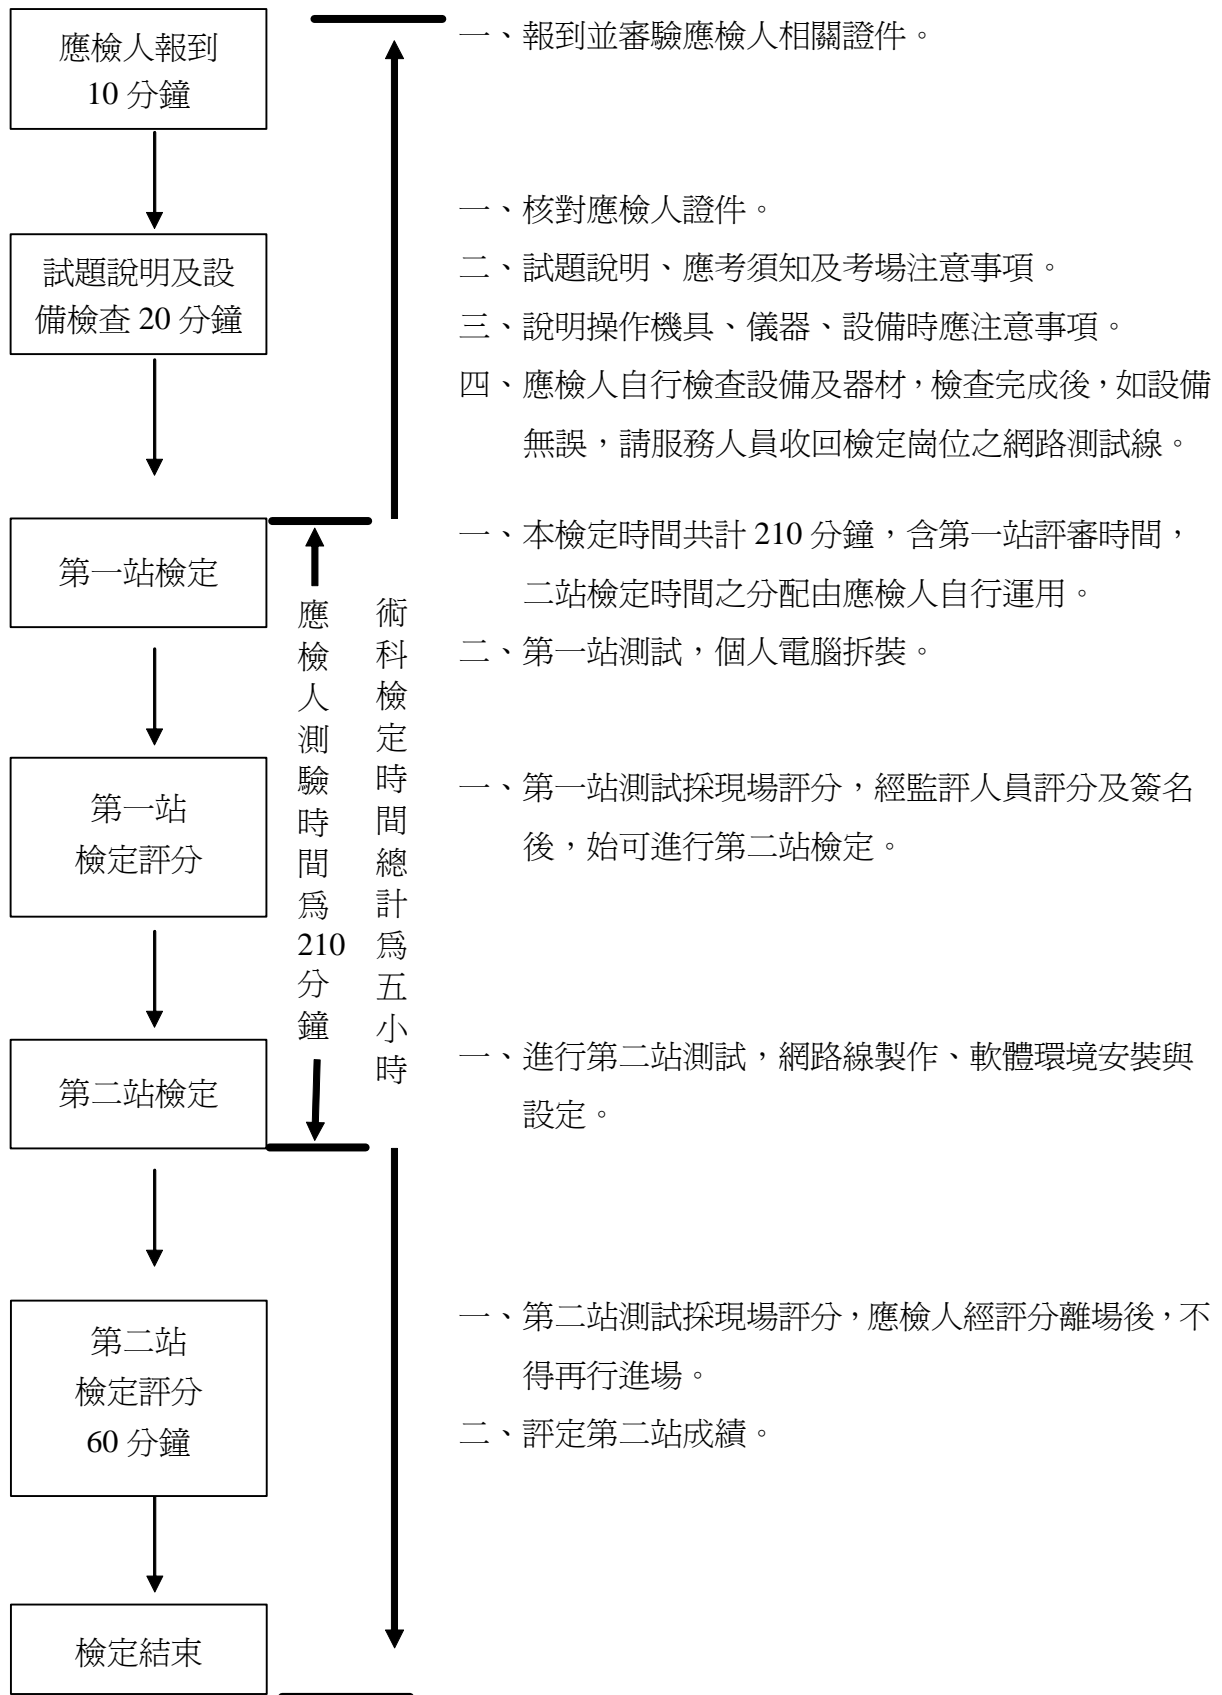 應檢人報到
10 分鐘
一、報到並審驗應檢人相關證件。
試題說明及設
備檢查 20 分鐘
一、核對應檢人證件。
二、試題說明、應考須知及考場注意事項。
三、說明操作機具、儀器、設備時應注意事項。
四、應檢人自行檢查設備及器材，檢查完成後，如設備
無誤，請服務人員收回檢定崗位之網路測試線。
第一站檢定
應檢人測驗時間為210分鐘
術科檢定時間總計為五小時
一、本檢定時間共計 210 分鐘，含第一站評審時間，
二站檢定時間之分配由應檢人自行運用。
二、第一站測試，個人電腦拆裝。
第一站
檢定評分
一、第一站測試採現場評分，經監評人員評分及簽名
後，始可進行第二站檢定。
第二站檢定
一、進行第二站測試，網路線製作、軟體環境安裝與
設定。
第二站
檢定評分
60 分鐘
一、第二站測試採現場評分，應檢人經評分離場後，不
得再行進場。
二、評定第二站成績。
檢定結束